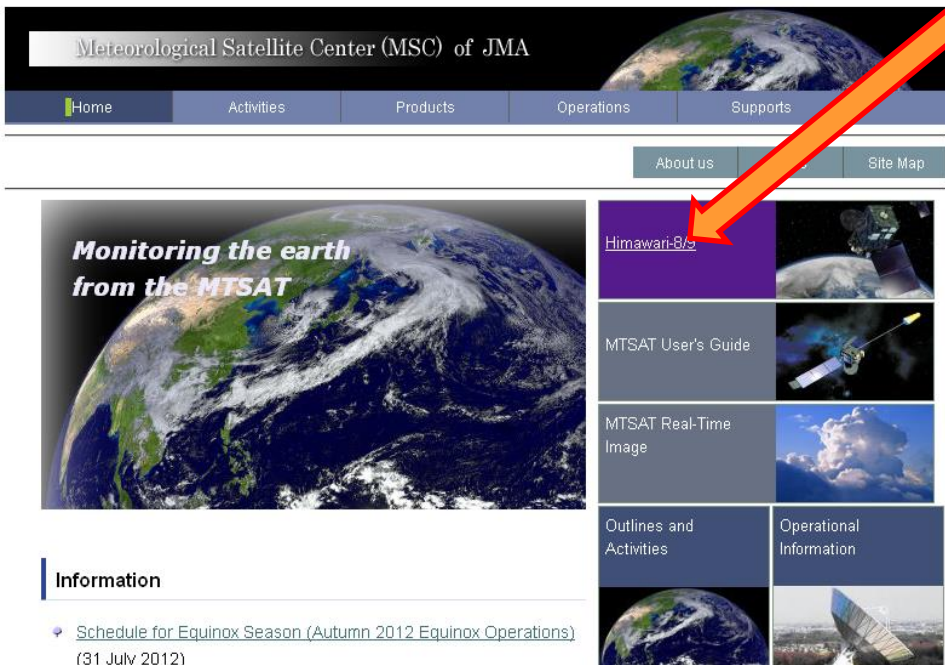 Meteorological Satellite Center (MSC) of JMA
Home
Activities
Products
Operations
Supports
About us
Site Map
Monitoring the earth
from the MTSAT
Himawari-8/9
MTSAT User's Guide
MTSAT Real-Time
Image
Outlines and
Activities
Operational
Information
Information
Schedule for Equinox Season (Autumn 2012 Equinox Operations)
(31 July 2012)